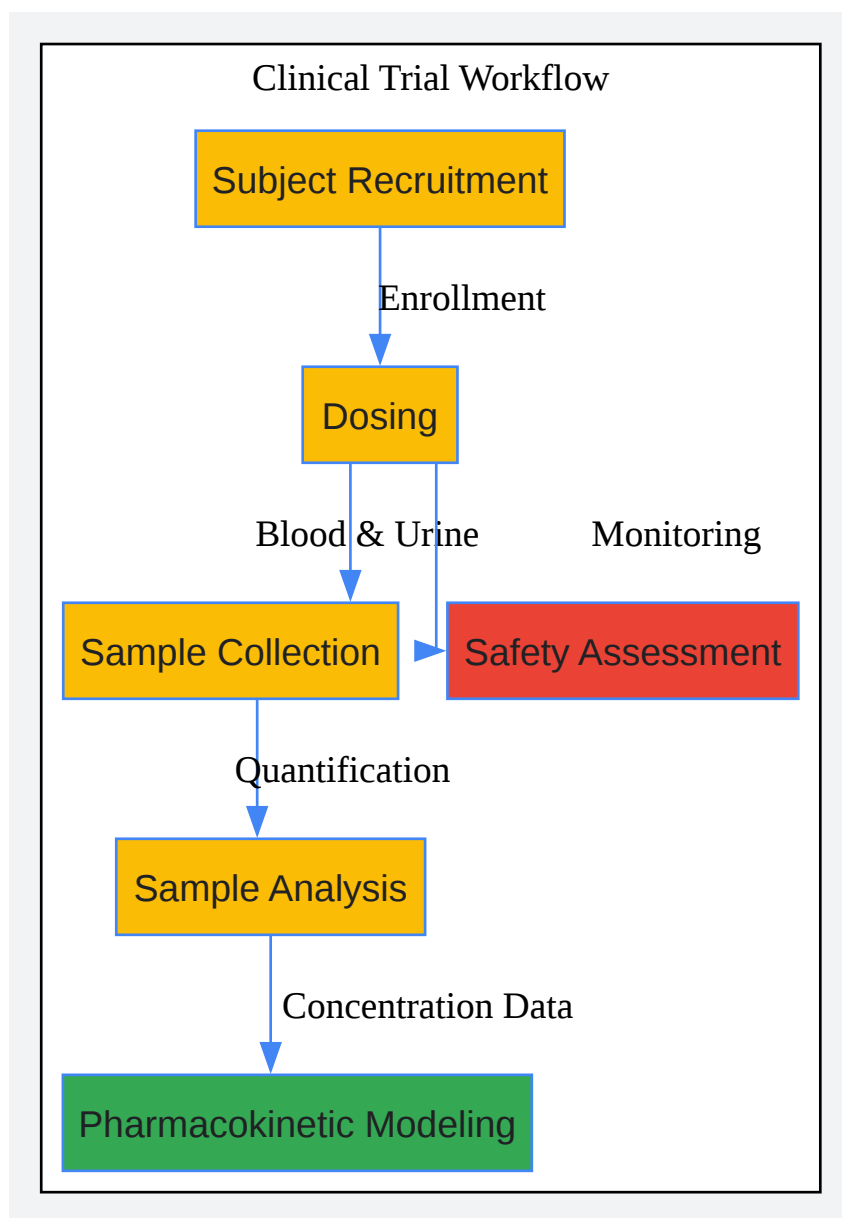 Clinical Trial Workflow
Subject Recruitment
Enrollment
Dosing
Blood & Urine
Monitoring
Sample Collection
Safety Assessment
Quantification
Sample Analysis
Concentration Data
Pharmacokinetic Modeling